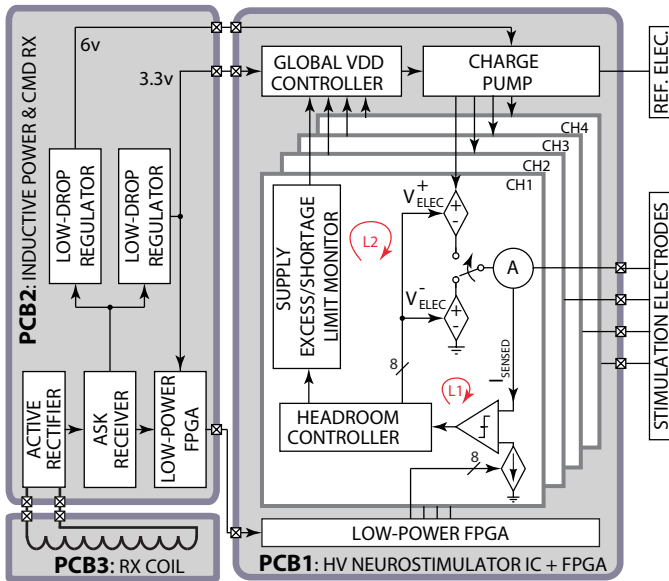 PCB2: INDUCTIVE POWER & CMD RX
6v
3.3v
LOW-DROP
REGULATOR
LOW-DROP
REGULATOR
ACTIVE
RECTIFIER
ASK
RECEIVER
LOW-POWER
FPGA
PCB3: RX COIL
GLOBAL VDD
CONTROLLER
CHARGE
PUMP
REF. ELEC.
CH4
CH3
CH2
CH1
SUPPLY
EXCESS/SHORTAGE
LIMIT MONITOR
L2
V+ELEC
V-ELEC
+
-
+
-
A
STIMULATION ELECTRODES
ISENSED
8
L1
HEADROOM
CONTROLLER
8
LOW-POWER FPGA
PCB1: HV NEUROSTIMULATOR IC + FPGA